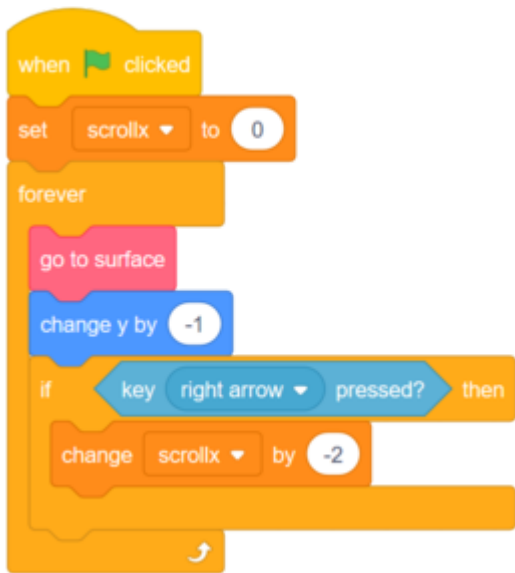 when clicked
set scrollx to 0
forever
go to surface
change y by -1
if key right arrow pressed? then
change scrollx by -2